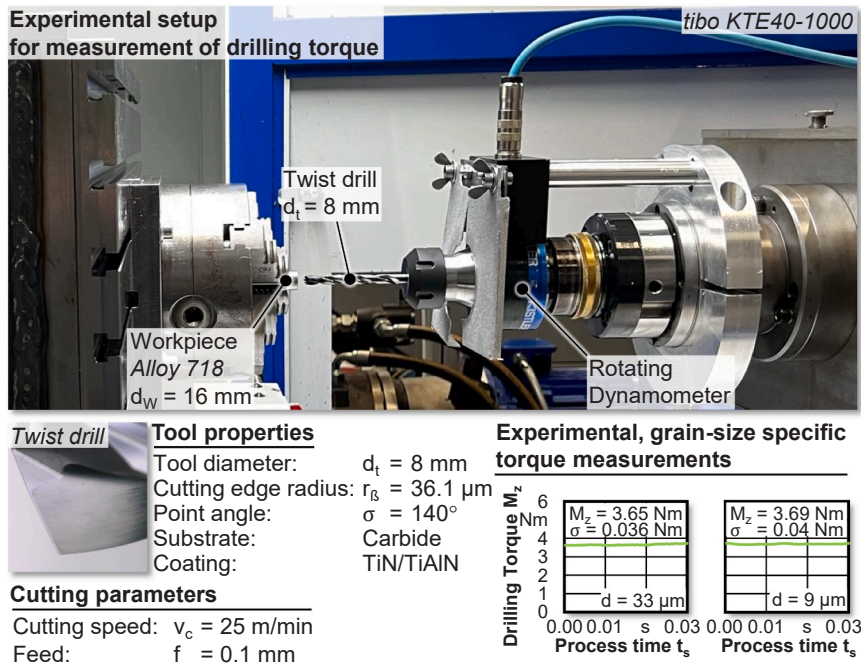 Experimental setup
for measurement of drilling torque
tibo KTE40-1000
Twist drill
dₜ = 8 mm
Workpiece
Alloy 718
d_W = 16 mm
Rotating
Dynamometer
Twist drill
Tool properties
Tool diameter: dₜ = 8 mm
Cutting edge radius: r_ß = 36.1 µm
Point angle: σ = 140°
Substrate: Carbide
Coating: TiN/TiAlN
Cutting parameters
Cutting speed: v_c = 25 m/min
Feed: f = 0.1 mm
Experimental, grain-size specific
torque measurements
Drilling Torque M_z
6
Nm
4
3
2
1
0
M_z = 3.65 Nm
σ = 0.036 Nm
d = 33 µm
0.00 0.01 s 0.03
Process time tₛ
M_z = 3.69 Nm
σ = 0.04 Nm
d = 9 µm
0.00 0.01 s 0.03
Process time tₛ